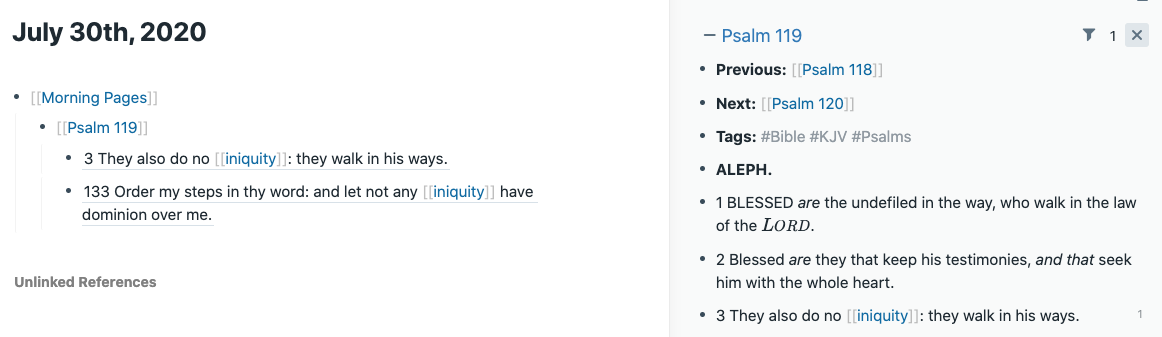 July 30th, 2020
[[Morning Pages]]
[[Psalm 119]]
3 They also do no [[iniquity]]: they walk in his ways.
133 Order my steps in thy word: and let not any [[iniquity]] have
dominion over me.
Unlinked References
Psalm 119
1
Previous: [[Psalm 118]]
Next: [[Psalm 120]]
Tags: #Bible #KJV #Psalms
ALEPH.
1 BLESSED are the undefiled in the way, who walk in the law
of the LORD.
2 Blessed are they that keep his testimonies, and that seek
him with the whole heart.
3 They also do no [[iniquity]]: they walk in his ways.
1